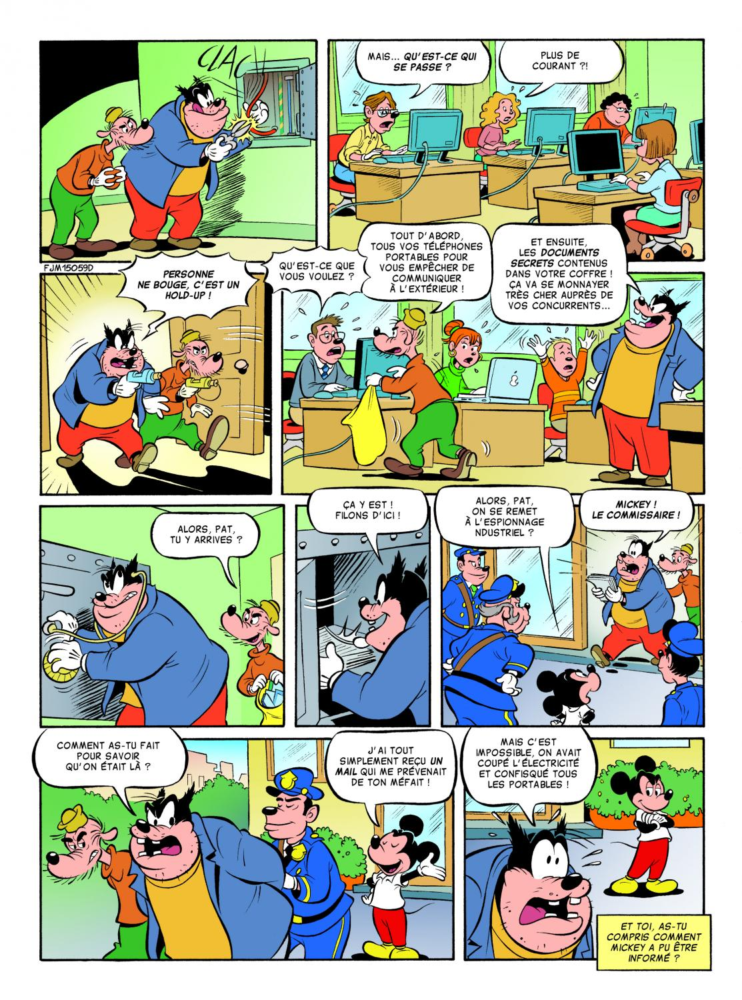 CLAC
MAIS... QU'EST-CE QUI
SE PASSE ?
PLUS DE
COURANT ?!
FJM15059D
PERSONNE
NE BOUGE, C'EST UN
HOLD-UP !
QU'EST-CE QUE
VOUS VOULEZ ?
TOUT D'ABORD,
TOUS VOS TÉLÉPHONES
PORTABLES POUR
VOUS EMPÊCHER DE
COMMUNIQUER
À L'EXTÉRIEUR !
ET ENSUITE,
LES DOCUMENTS
SECRETS CONTENUS
DANS VOTRE COFFRE !
ÇA VA SE MONNAYER
TRÈS CHER AUPRÈS DE
VOS CONCURRENTS...
ALORS, PAT,
TU Y ARRIVES ?
ÇA Y EST !
FILONS D'ICI !
ALORS, PAT,
ON SE REMET
À L'ESPIONNAGE
NDUSTRIEL ?
MICKEY !
LE COMMISSAIRE !
COMMENT AS-TU FAIT
POUR SAVOIR
QU'ON ÉTAIT LÀ ?
J'AI TOUT
SIMPLEMENT REÇU UN
MAIL QUI ME PRÉVENAIT
DE TON MÉFAIT !
MAIS C'EST
IMPOSSIBLE, ON AVAIT
COUPÉ L'ÉLECTRICITÉ
ET CONFISQUÉ TOUS
LES PORTABLES !
ET TOI, AS-TU
COMPRIS COMMENT
MICKEY A PU ÊTRE
INFORMÉ ?